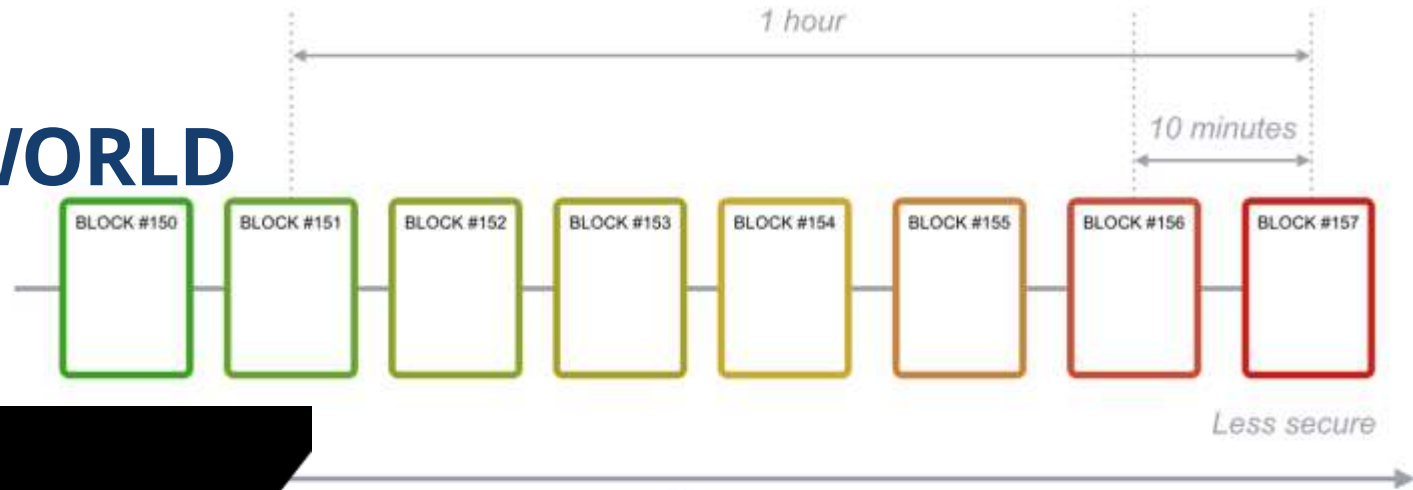 1 hour
10 minutes
WORLD
BLOCK #150 BLOCK #151 BLOCK #152 BLOCK #153 BLOCK #154 BLOCK #155 BLOCK #156 BLOCK #157
Less secure